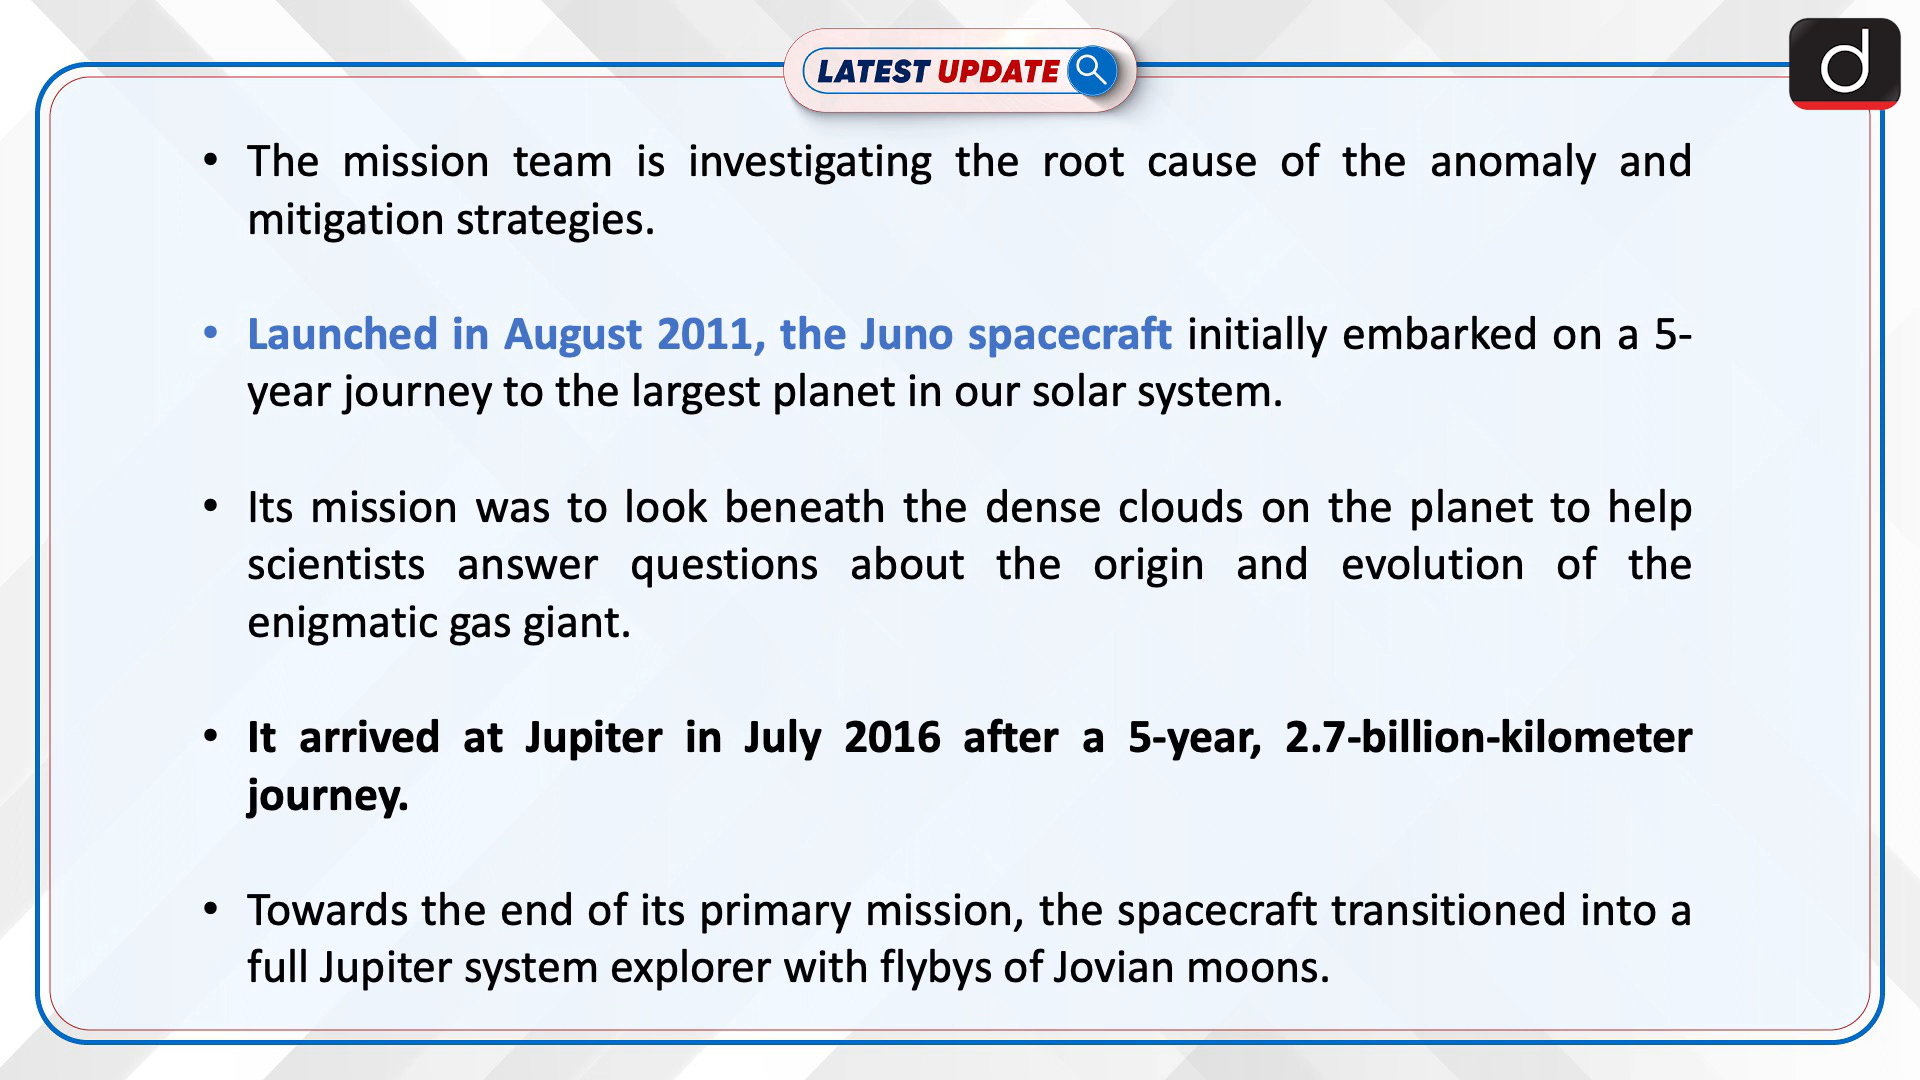 LATEST UPDATE
d
• The mission team is investigating the root cause of the anomaly and
mitigation strategies.
• Launched in August 2011, the Juno spacecraft initially embarked on a 5-
year journey to the largest planet in our solar system.
• Its mission was to look beneath the dense clouds on the planet to help
scientists answer questions about the origin and evolution of the
enigmatic gas giant.
• It arrived at Jupiter in July 2016 after a 5-year, 2.7-billion-kilometer
journey.
• Towards the end of its primary mission, the spacecraft transitioned into a
full Jupiter system explorer with flybys of Jovian moons.